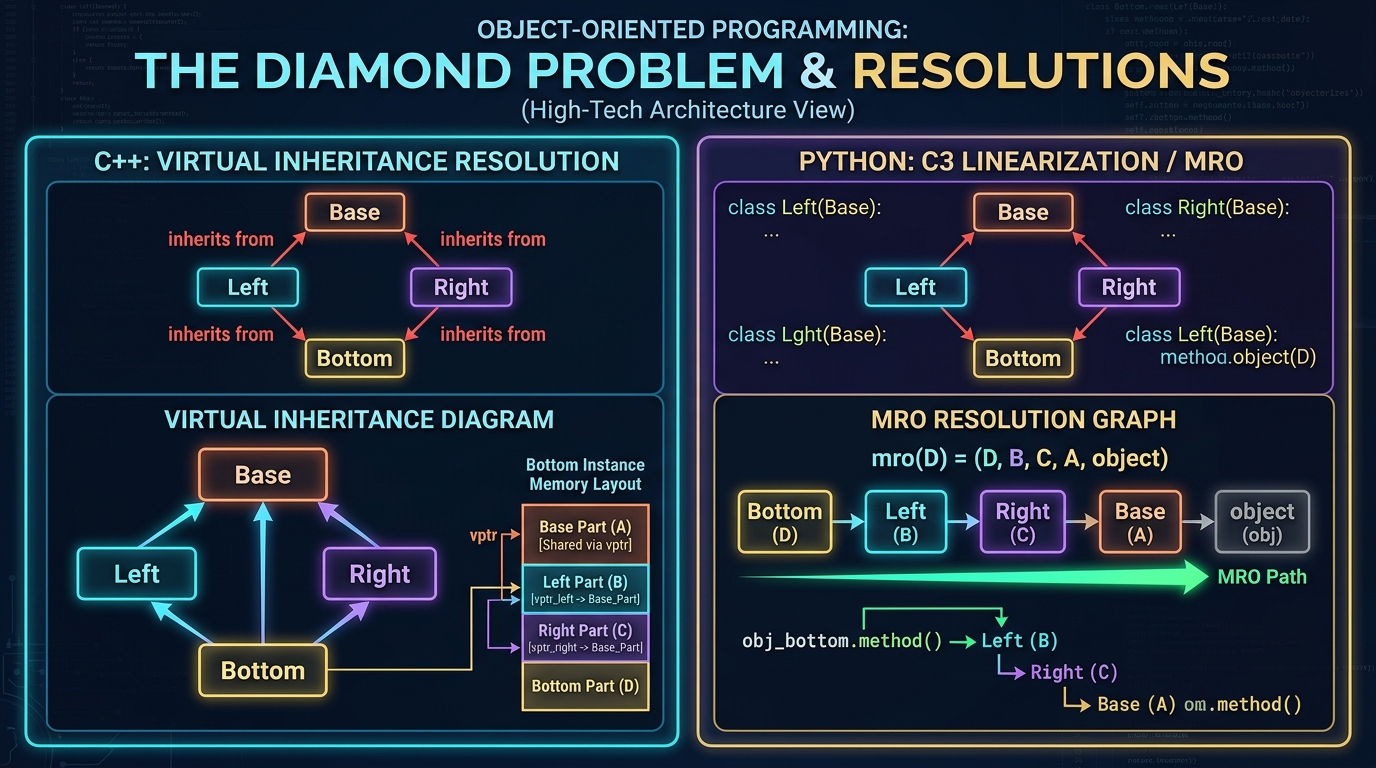 OBJECT-ORIENTED PROGRAMMING:
THE DIAMOND PROBLEM & RESOLUTIONS
(High-Tech Architecture View)
C++: VIRTUAL INHERITANCE RESOLUTION
Base
inherits from
inherits from
Left
Right
inherits from
inherits from
Bottom
VIRTUAL INHERITANCE DIAGRAM
Base
Left
Right
Bottom
Bottom Instance
Memory Layout
vptr
Base Part (A)
[Shared via vptr]
Left Part (B)
[vptr_left -> Base_Part]
Right Part (C)
[vptr_right -> Base_Part]
Bottom Part (D)
PYTHON: C3 LINEARIZATION / MRO
class Left(Base):
...
Base
class Right(Base):
...
Left
Right
class Lght(Base):
...
Bottom
class Left(Base):
method.object(D)
MRO RESOLUTION GRAPH
mro(D) = (D, B, C, A, object)
Bottom
(D)
Left
(B)
Right
(C)
Base
(A)
object
(obj)
MRO Path
obj_bottom.method()
Left (B)
Right (C)
Base (A) om.method()